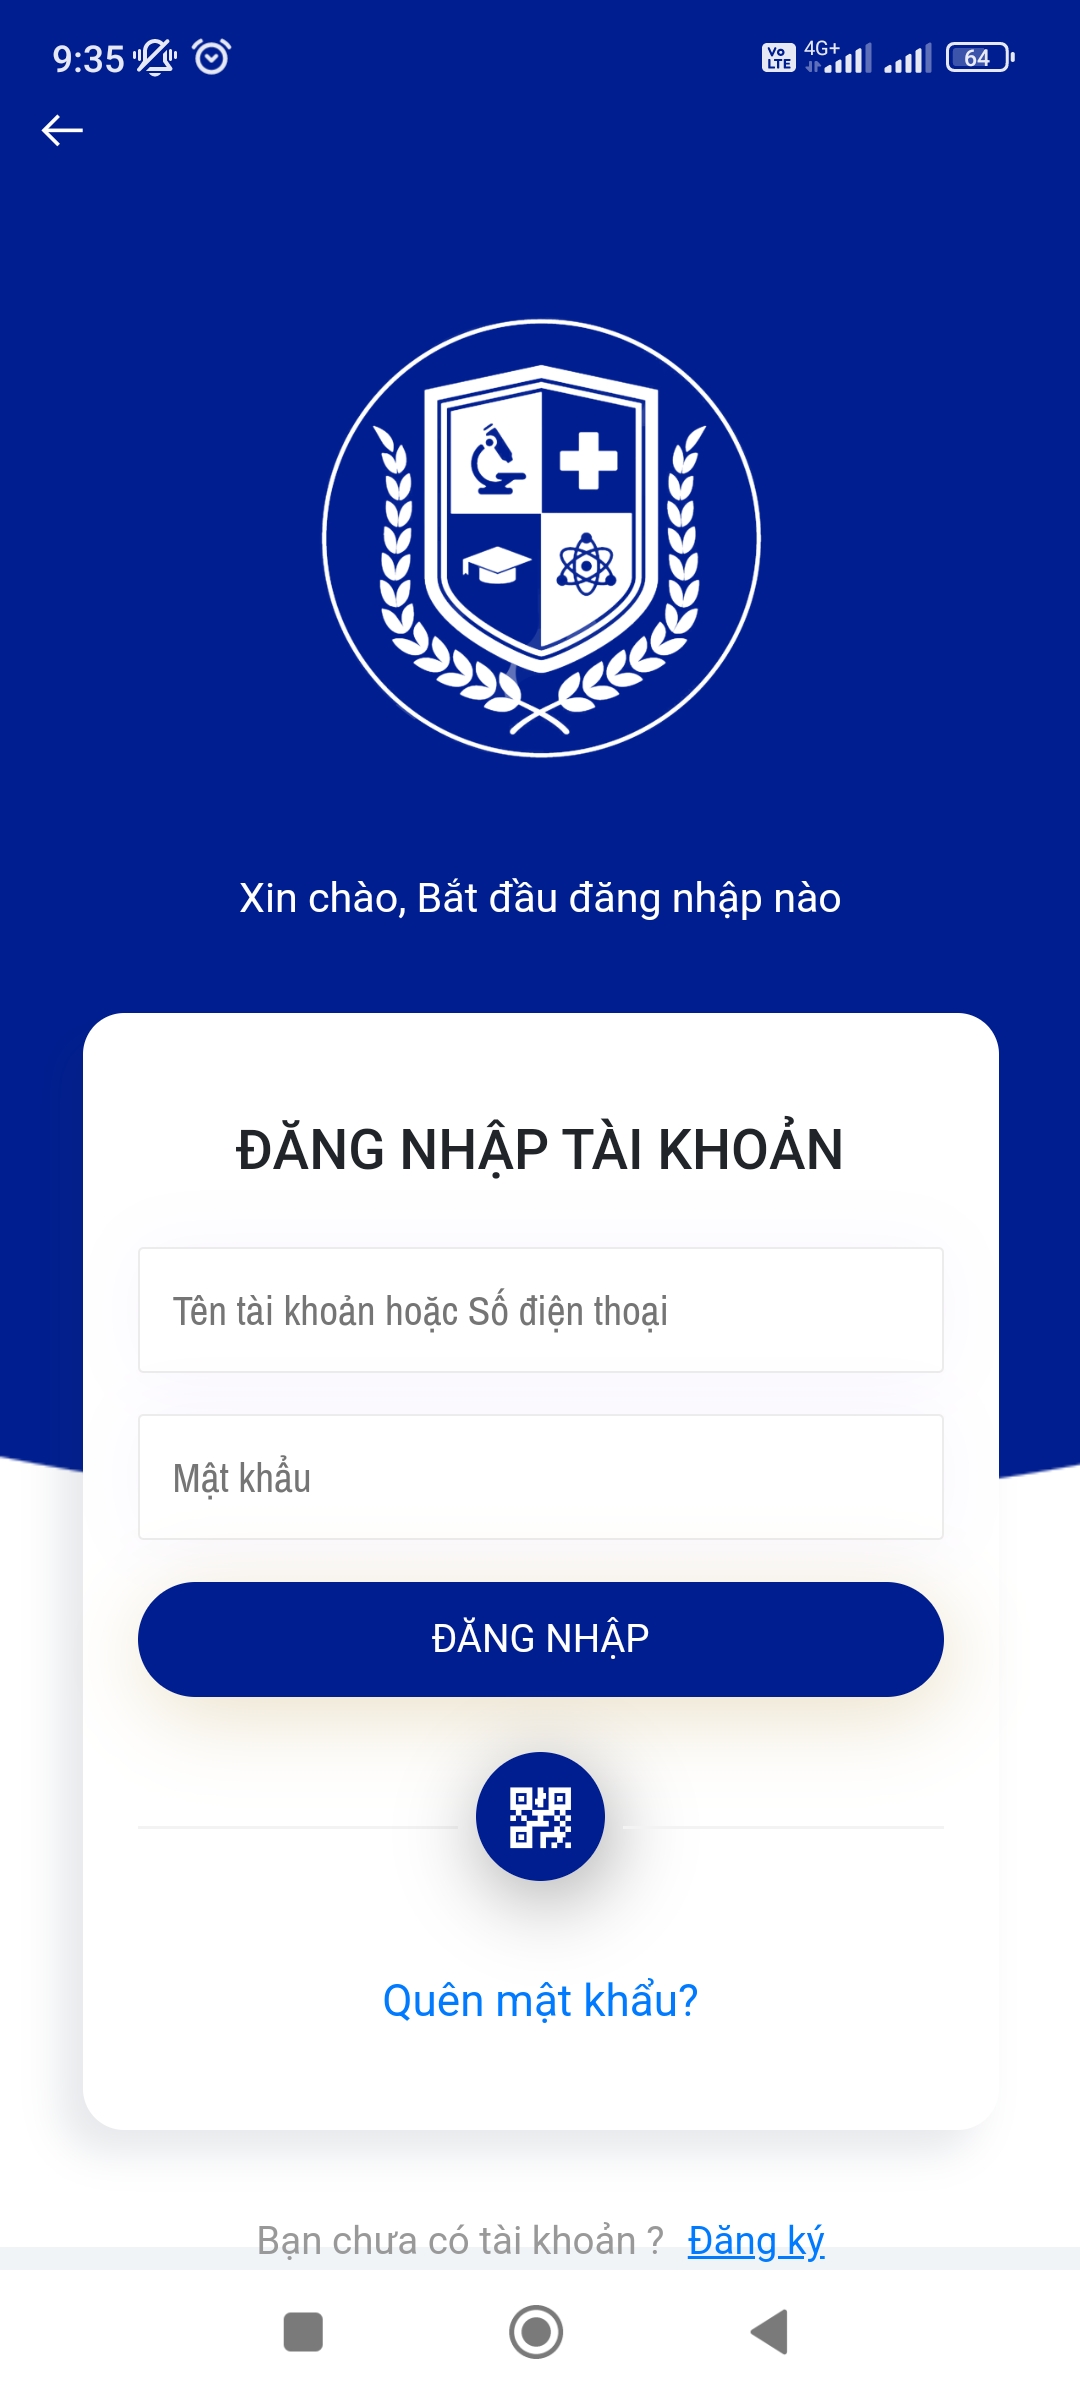 9:35
Vo LTE 4G+ 64
Xin chào, Bắt đầu đăng nhập nào
ĐĂNG NHẬP TÀI KHOẢN
Tên tài khoản hoặc Số điện thoại
Mật khẩu
ĐĂNG NHẬP
Quên mật khẩu?
Bạn chưa có tài khoản ? Đăng ký